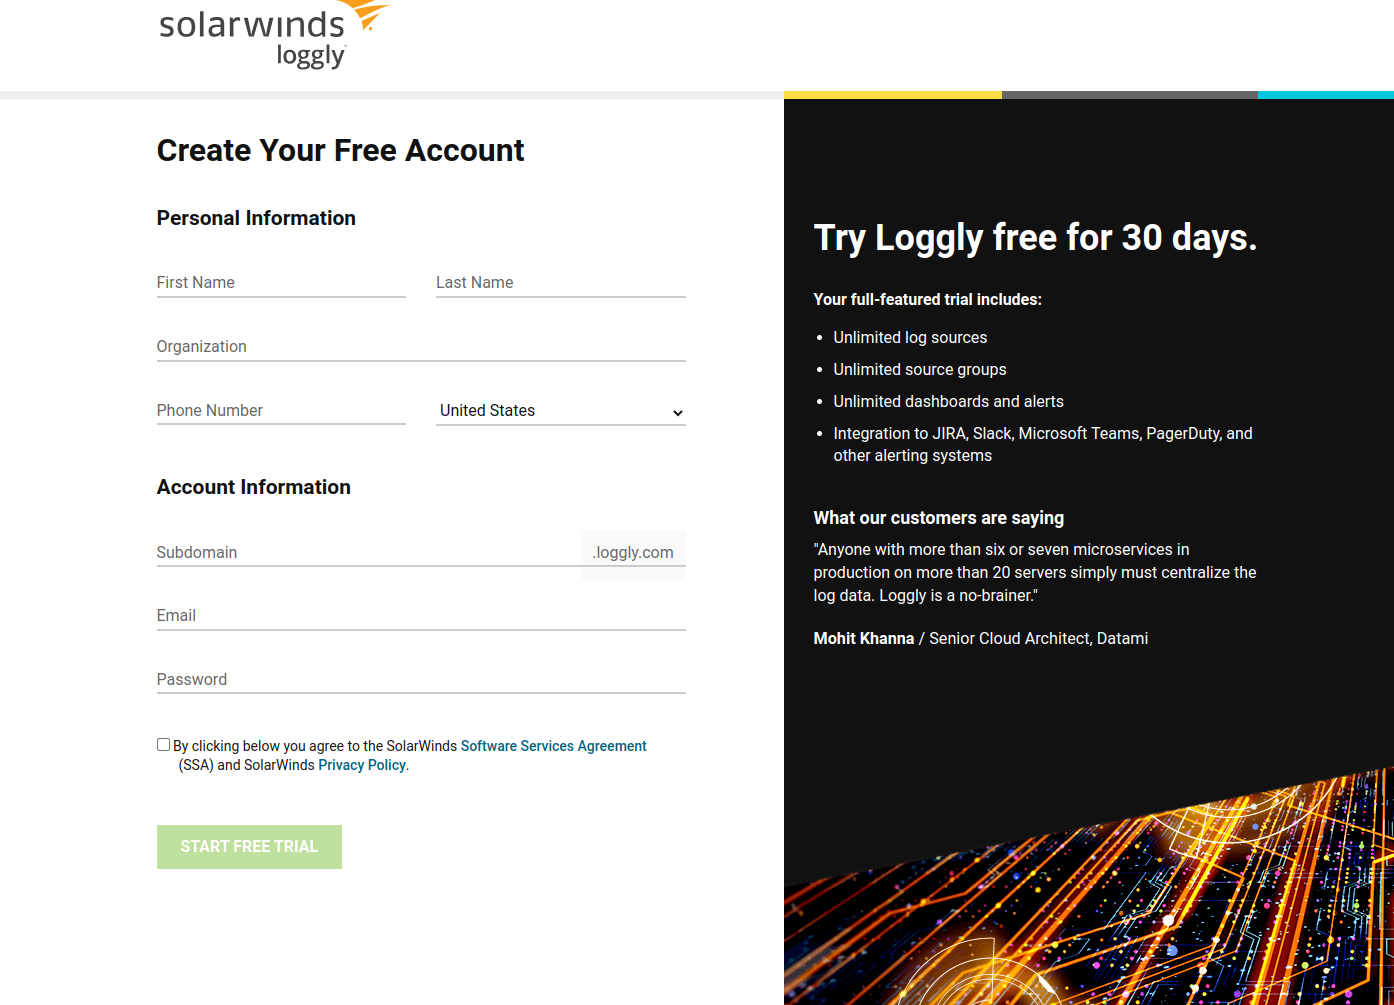 solarwinds
loggly
Create Your Free Account
Personal Information
First Name
Last Name
Organization
Phone Number
United States
Account Information
Subdomain
.loggly.com
Email
Password
By clicking below you agree to the SolarWinds Software Services Agreement
(SSA) and SolarWinds Privacy Policy.
START FREE TRIAL
Try Loggly free for 30 days.
Your full-featured trial includes:
• Unlimited log sources
• Unlimited source groups
• Unlimited dashboards and alerts
• Integration to JIRA, Slack, Microsoft Teams, PagerDuty, and
other alerting systems
What our customers are saying
"Anyone with more than six or seven microservices in
production on more than 20 servers simply must centralize the
log data. Loggly is a no-brainer."
Mohit Khanna / Senior Cloud Architect, Datami